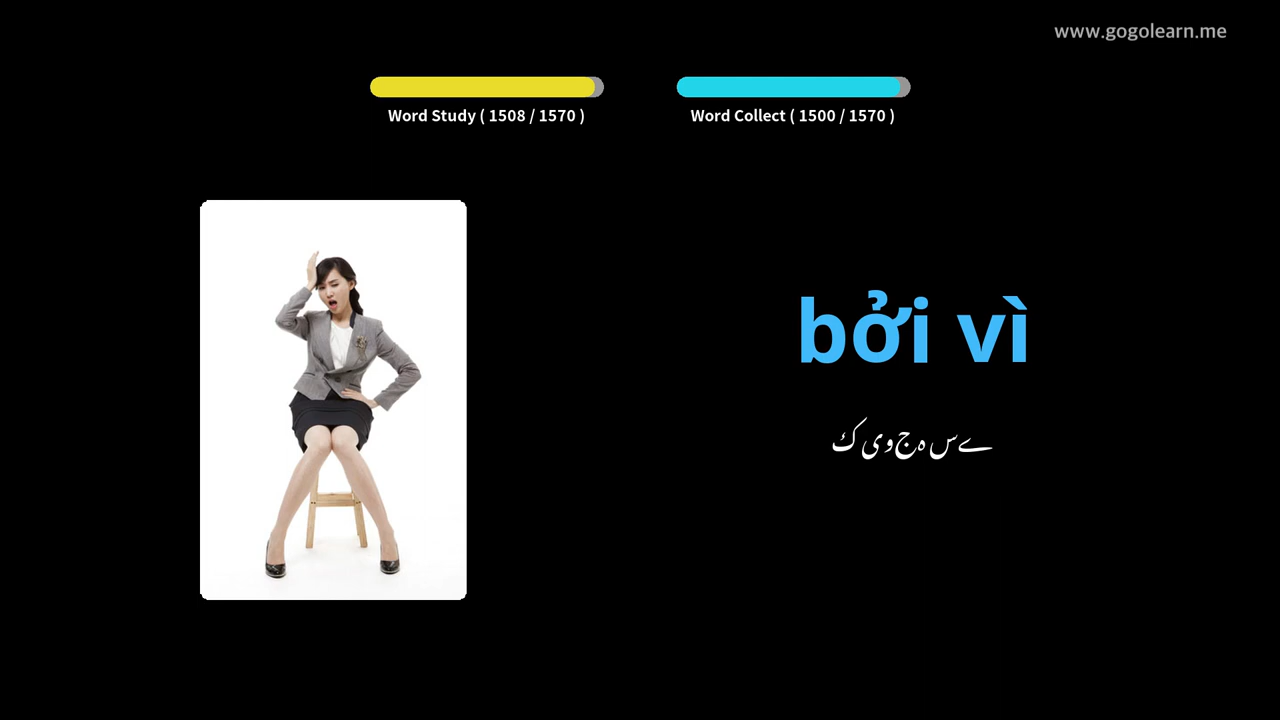 www.gogolearn.me
Word Study ( 1508 / 1570 )
Word Collect ( 1500 / 1570 )
bởi vì
کی وجہ سے